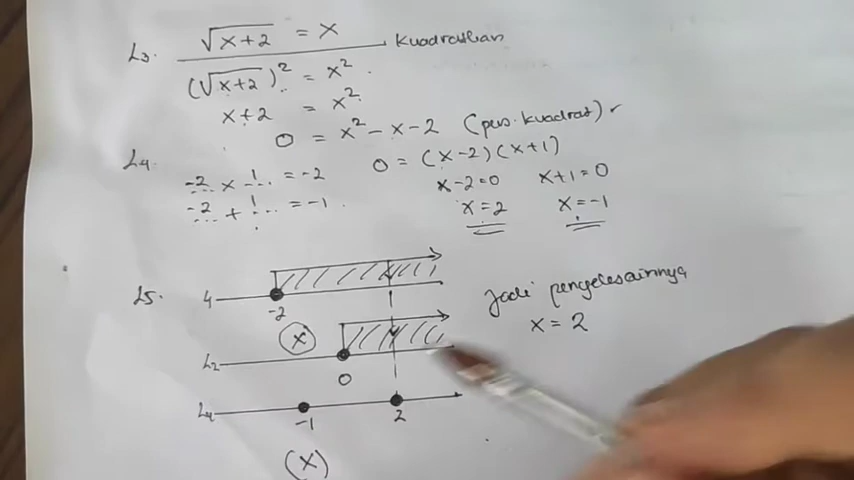 L3. √x+2 = x Kuadratkan
(√x+2)² = x²
x+2 = x²
0 = x² - x - 2 (pers. kuadrat)
L4. 0 = (x-2)(x+1)
-2 x 1 = -2
x-2=0 x+1=0
-2 + 1 = -1
x=2 x=-1
L5. 4
-2
Jadi penyelesainnya
x = 2
(x)
L2
0
L4
-1 2
(x)